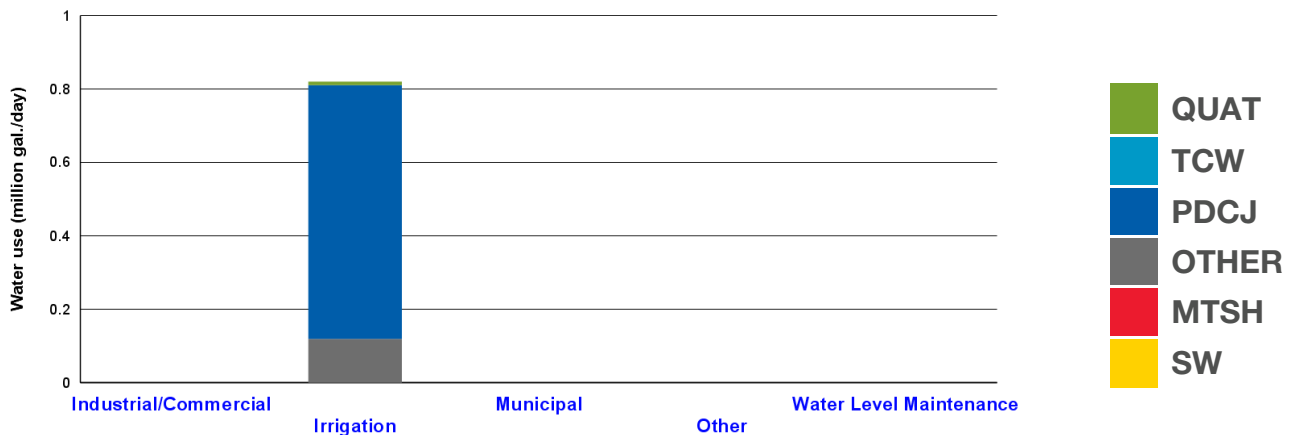 Water use (million gal./day)
1
0.8
0.6
0.4
0.2
0
Industrial/Commercial
Irrigation
Municipal
Other
Water Level Maintenance
QUAT
TCW
PDCJ
OTHER
MTSH
SW